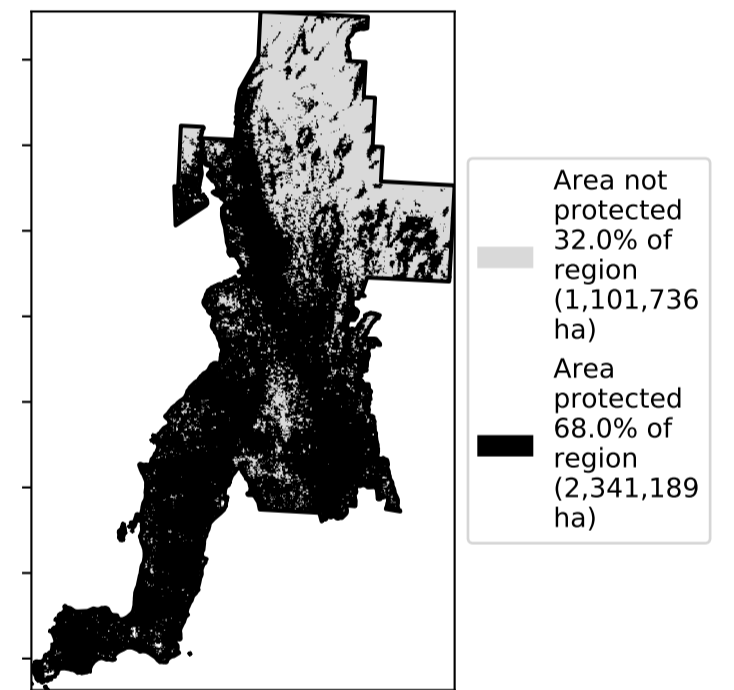 Area not
protected
32.0% of
region
(1,101,736
ha)
Area
protected
68.0% of
region
(2,341,189
ha)